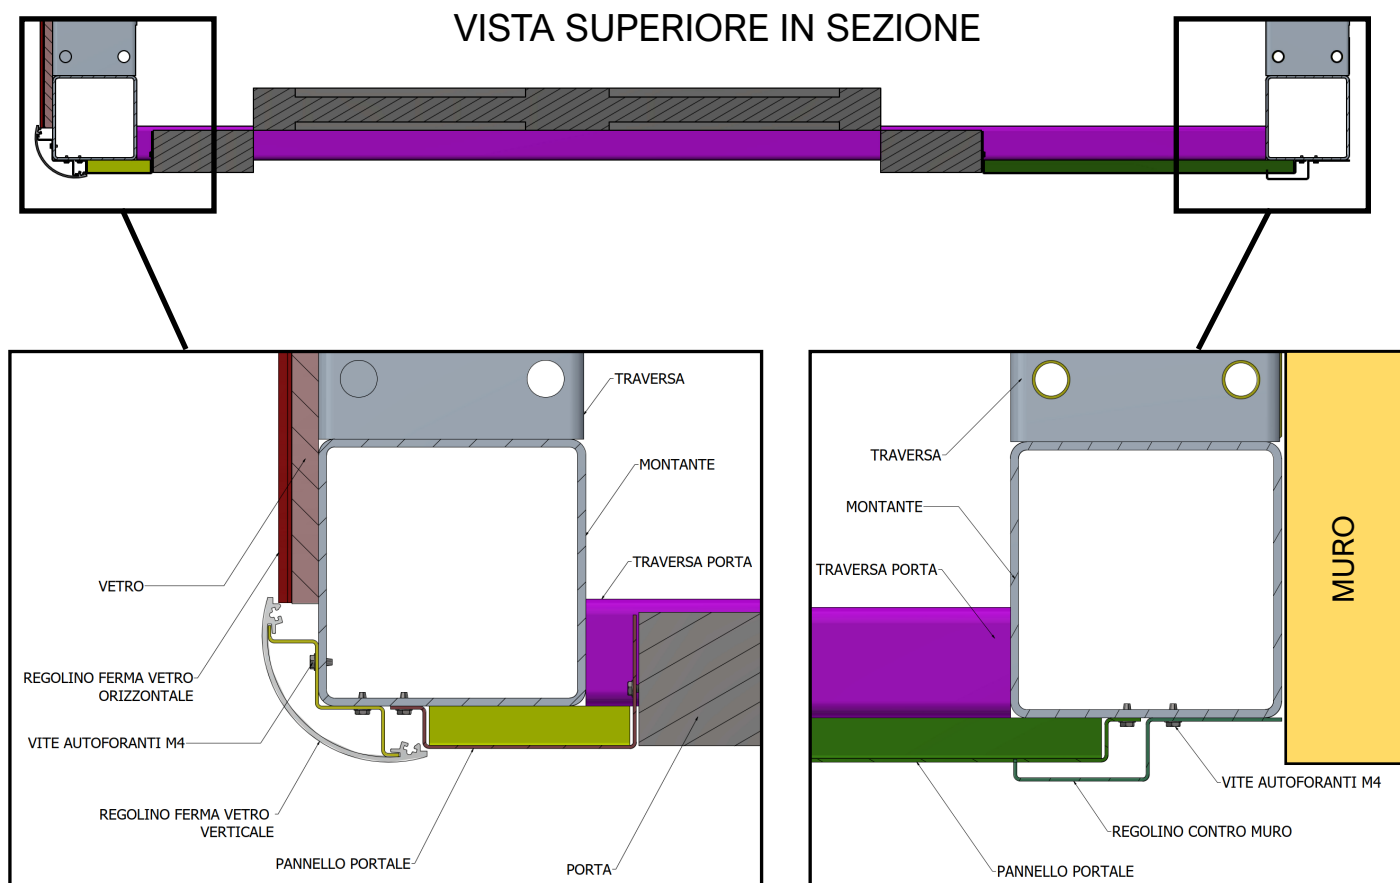 VISTA SUPERIORE IN SEZIONE
TRAVERSA
MONTANTE
TRAVERSA PORTA
VETRO
REGOLINO FERMA VETRO
ORIZZONTALE
VITE AUTOFORANTI M4
REGOLINO FERMA VETRO
VERTICALE
PANNELLO PORTALE
PORTA
TRAVERSA
MONTANTE
TRAVERSA PORTA
MURO
VITE AUTOFORANTI M4
REGOLINO CONTRO MURO
PANNELLO PORTALE